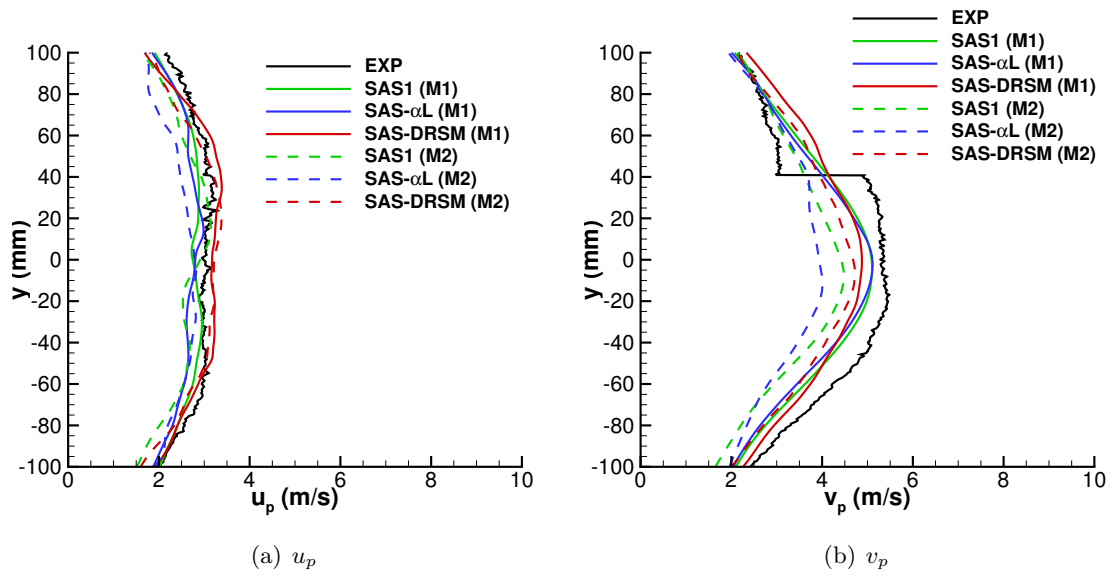 100
80
60
40
20
0
-20
-40
-60
-80
-100
y (mm)
0 2 4 6 8 10
u_p (m/s)
EXP
SAS1 (M1)
SAS-αL (M1)
SAS-DRSM (M1)
SAS1 (M2)
SAS-αL (M2)
SAS-DRSM (M2)
(a) u_p
EXP
SAS1 (M1)
SAS-αL (M1)
SAS-DRSM (M1)
SAS1 (M2)
SAS-αL (M2)
SAS-DRSM (M2)
100
80
60
40
20
0
-20
-40
-60
-80
-100
y (mm)
0 2 4 6 8 10
v_p (m/s)
(b) v_p